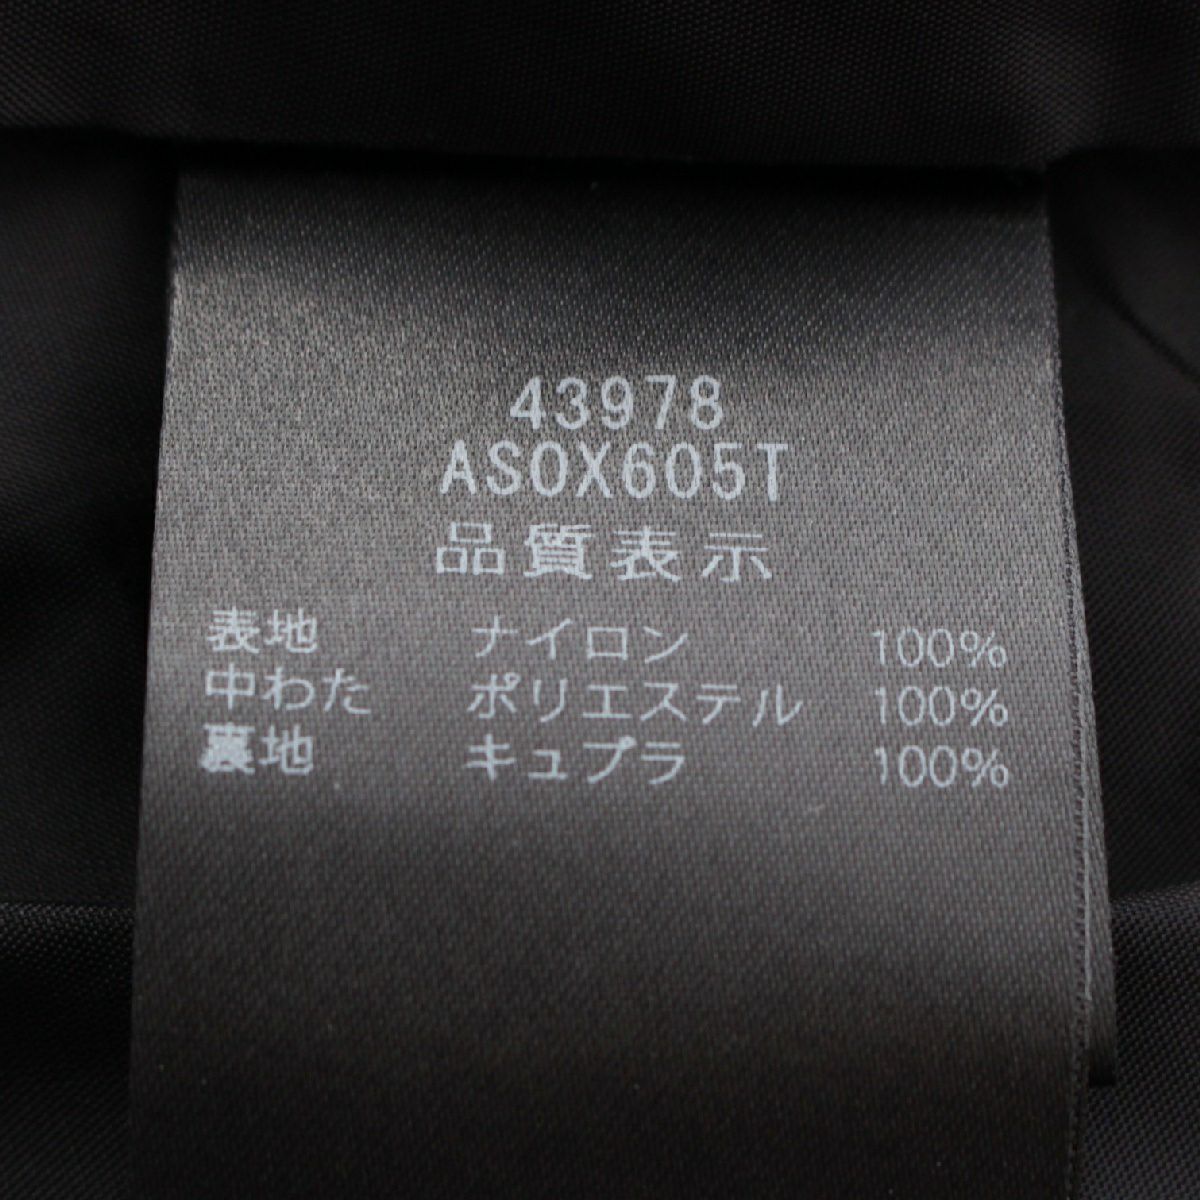 43978
ASOX605T
品質表示
表地 ナイロン 100%
中わた ポリエステル 100%
裏地 キュプラ 100%